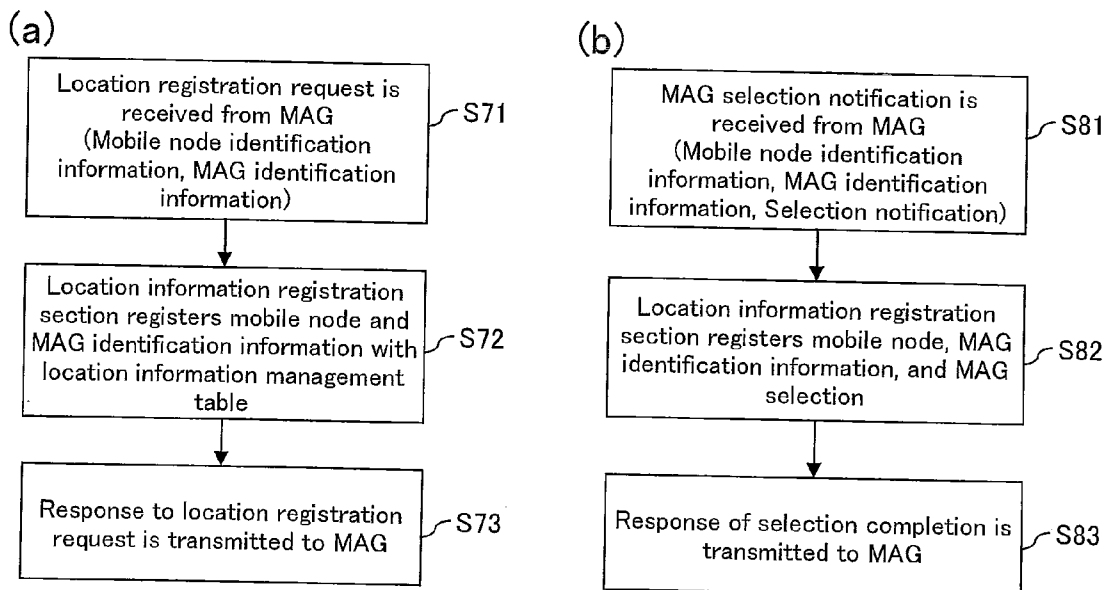 (a)
Location registration request is
received from MAG
(Mobile node identification
information, MAG identification
information)
S71
Location information registration
section registers mobile node and
MAG identification information with
location information management
table
S72
Response to location registration
request is transmitted to MAG
S73
(b)
MAG selection notification is
received from MAG
(Mobile node identification
information, MAG identification
information, Selection notification)
S81
Location information registration
section registers mobile node, MAG
identification information, and MAG
selection
S82
Response of selection completion is
transmitted to MAG
S83